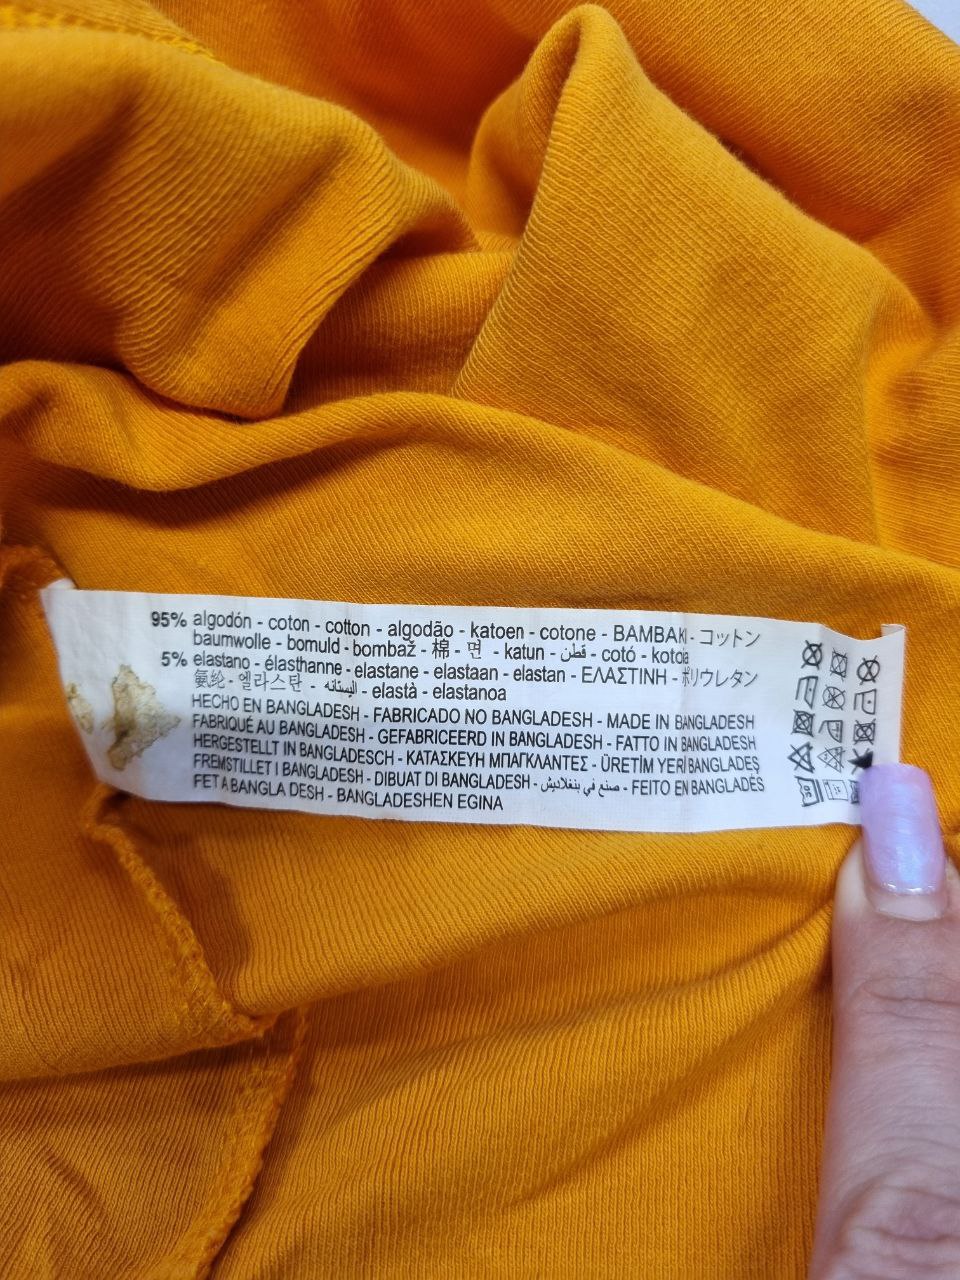 95% algodón - coton - cotton - algodão - katoen - cotone - BAMBAKI - コットン
baumwolle - bomuld - bombaž - 棉 - 면 - katun - قطن - cotó - kotoia
5% elastano - élasthanne - elastane - elastaan - elastan - ΕΛΑΣΤΙΝΗ - ポリウレタン
氨纶 - 엘라스탄 - اليستانه - elastà - elastanoa
HECHO EN BANGLADESH - FABRICADO NO BANGLADESH - MADE IN BANGLADESH
FABRIQUÉ AU BANGLADESH - GEFABRICEERD IN BANGLADESH - FATTO IN BANGLADESH
HERGESTELLT IN BANGLADESCH - ΚΑΤΑΣΚΕΥΗ ΜΠΑΓΚΛΑΝΤΕΣ - ÜRETİM YERİ BANGLADEŞ
FREMSTILLET I BANGLADESH - DIBUAT DI BANGLADESH - صنع في بنغلاديش - FEITO EN BANGLADÉS
FET A BANGLA DESH - BANGLADESHEN EGINA